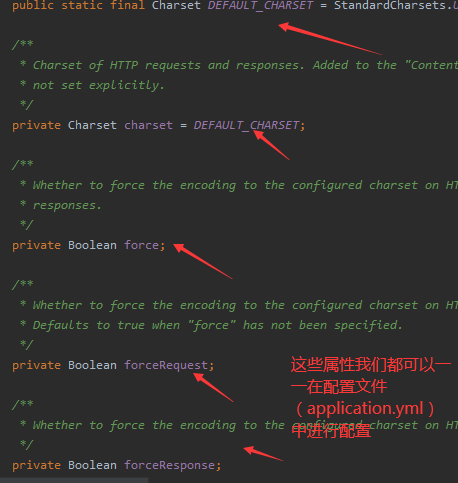 public static final Charset DEFAULT_CHARSET = StandardCharsets.
/**
* Charset of HTTP requests and responses. Added to the "Content
* not set explicitly.
*/
private Charset charset = DEFAULT_CHARSET;
/**
* Whether to force the encoding to the configured charset on
* responses.
*/
private Boolean force;
/**
* Whether to force the encoding to the configured charset on
* Defaults to true when "force" has not been specified.
*/
private Boolean forceRequest;
这些属性我们都可以一
一在配置文件
（application.yml）
中进行配置
/**
* Whether to force the encoding to the configured charset on
*/
private Boolean forceResponse;